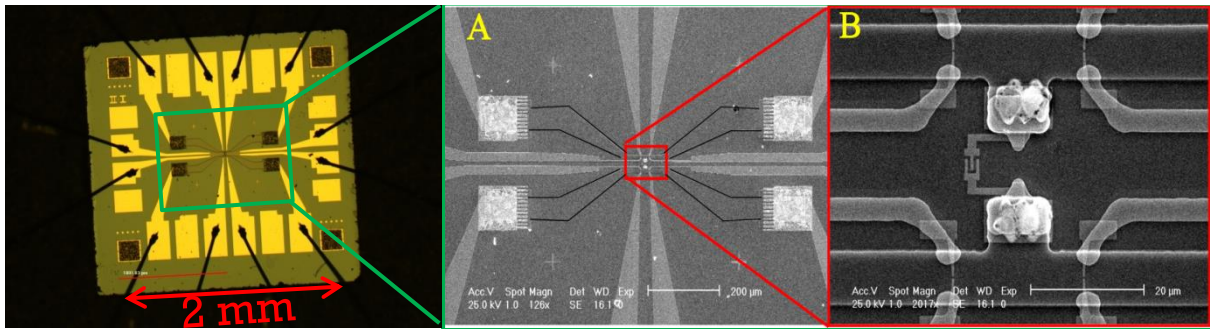 A
Acc.V Spot Magn Det WD Exp
25.0 kV 1.0 126x SE 16.1 0
200 µm
B
Acc.V Spot Magn Det WD Exp
25.0 kV 1.0 2017x SE 16.1 0
20 µm
2 mm